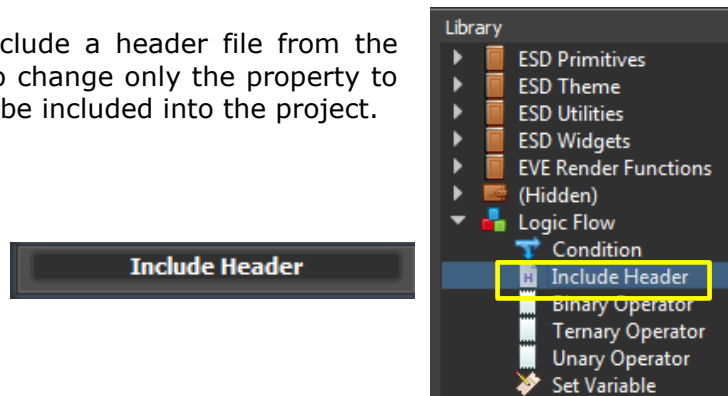 clude a header file from the
o change only the property to
be included into the project.
Include Header
Library
ESD Primitives
ESD Theme
ESD Utilities
ESD Widgets
EVE Render Functions
(Hidden)
Logic Flow
Condition
H Include Header
Binary Operator
Ternary Operator
Unary Operator
Set Variable